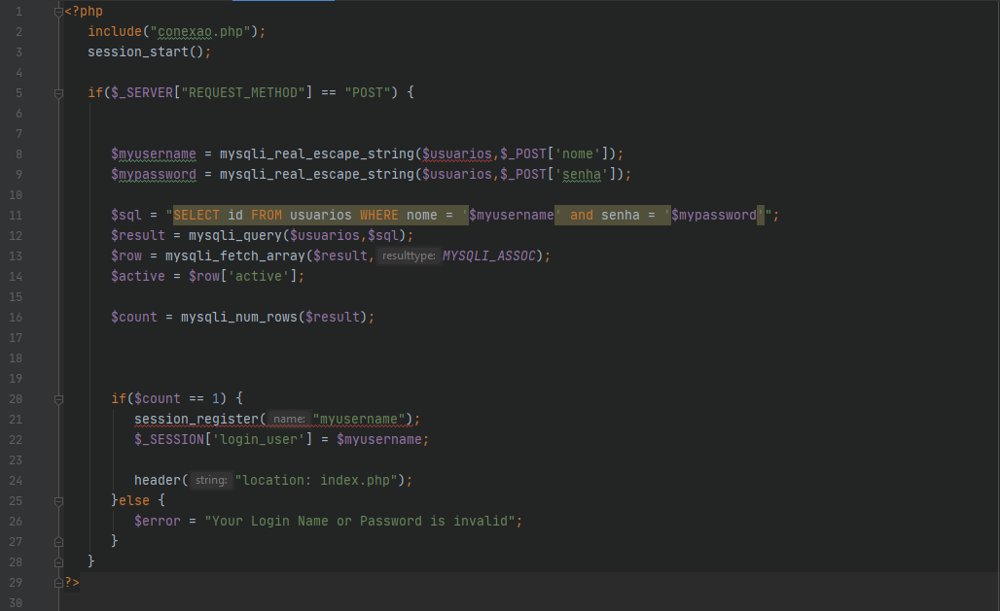 1 <?php
2 include("conexao.php");
3 session_start();
4
5 if($_SERVER["REQUEST_METHOD"] == "POST") {
6
7
8 $myusername = mysqli_real_escape_string($usuarios,$_POST['nome']);
9 $mypassword = mysqli_real_escape_string($usuarios,$_POST['senha']);
10
11 $sql = "SELECT id FROM usuarios WHERE nome = '$myusername' and senha = '$mypassword'";
12 $result = mysqli_query($usuarios,$sql);
13 $row = mysqli_fetch_array($result, resulttype: MYSQLI_ASSOC);
14 $active = $row['active'];
15
16 $count = mysqli_num_rows($result);
17
18
19
20 if($count == 1) {
21 session_register( name: "myusername");
22 $_SESSION['login_user'] = $myusername;
23
24 header( string: "location: index.php");
25 }else {
26 $error = "Your Login Name or Password is invalid";
27 }
28 }
29 ?>
30